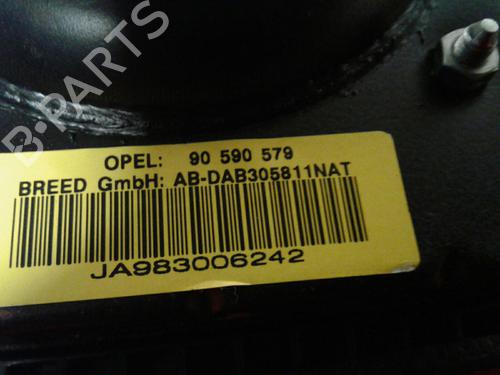 B-PARTS
OPEL: 90 590 579
BREED GmbH: AB-DAB305811NAT
JA983006242